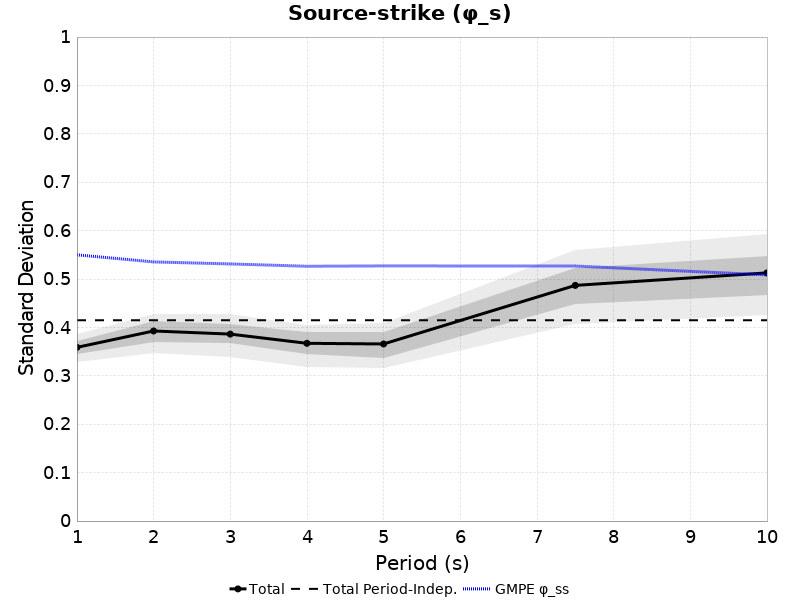 Source-strike (φ_s)
Standard Deviation
1
0.9
0.8
0.7
0.6
0.5
0.4
0.3
0.2
0.1
0
1 2 3 4 5 6 7 8 9 10
Period (s)
Total Total Period-Indep. GMPE φ_ss